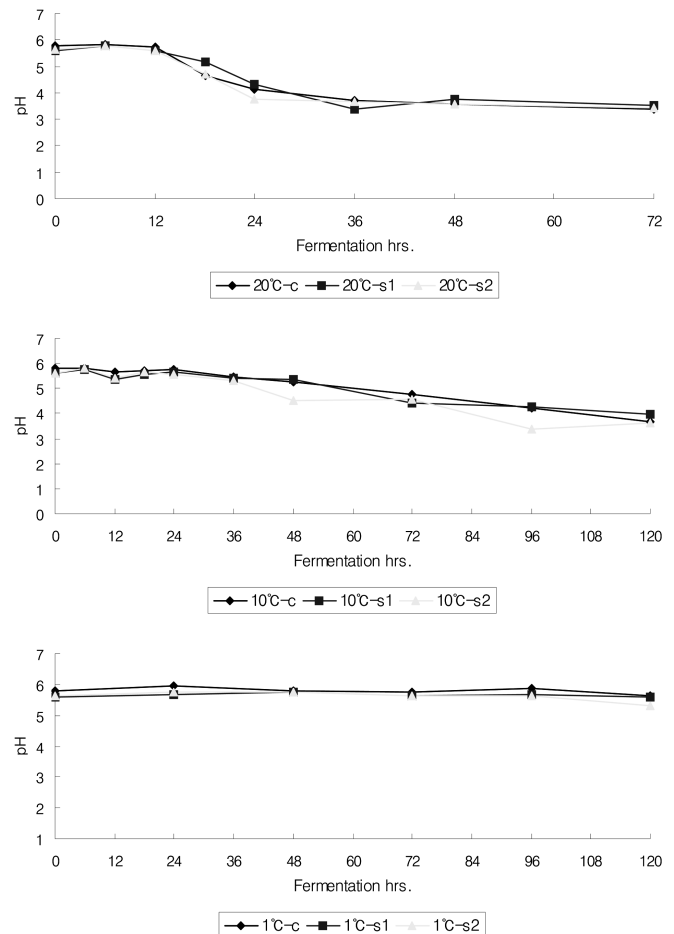 7
6
5
4
3
2
1
0
pH
0 12 24 36 48 60 72
Fermentation hrs.
20℃-c 20℃-s1 20℃-s2
7
6
5
4
3
2
1
0
pH
0 12 24 36 48 60 72 84 96 108 120
Fermentation hrs.
10℃-c 10℃-s1 10℃-s2
7
6
5
4
3
2
1
pH
0 12 24 36 48 60 72 84 96 108 120
Fermentation hrs.
1℃-c 1℃-s1 1℃-s2